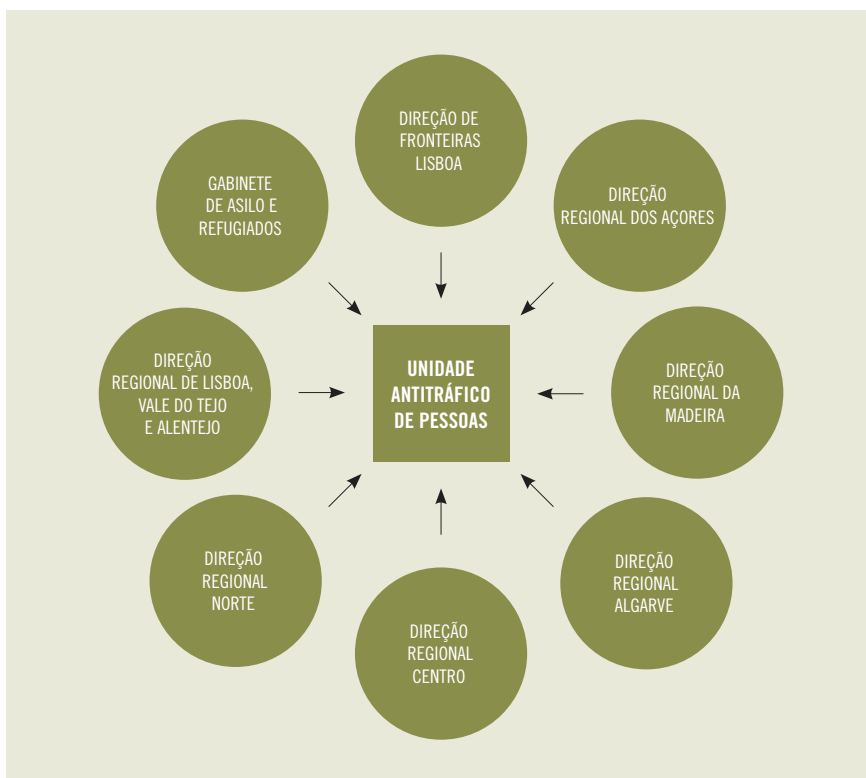 DIREÇÃO DE
FRONTEIRAS
LISBOA
GABINETE
DE ASILO E
REFUGIADOS
DIREÇÃO
REGIONAL DOS AÇORES
DIREÇÃO
REGIONAL DE LISBOA,
VALE DO TEJO
E ALENTEJO
UNIDADE
ANTITRÁFICO
DE PESSOAS
DIREÇÃO
REGIONAL DA
MADEIRA
DIREÇÃO
REGIONAL
NORTE
DIREÇÃO
REGIONAL
CENTRO
DIREÇÃO
REGIONAL
ALGARVE